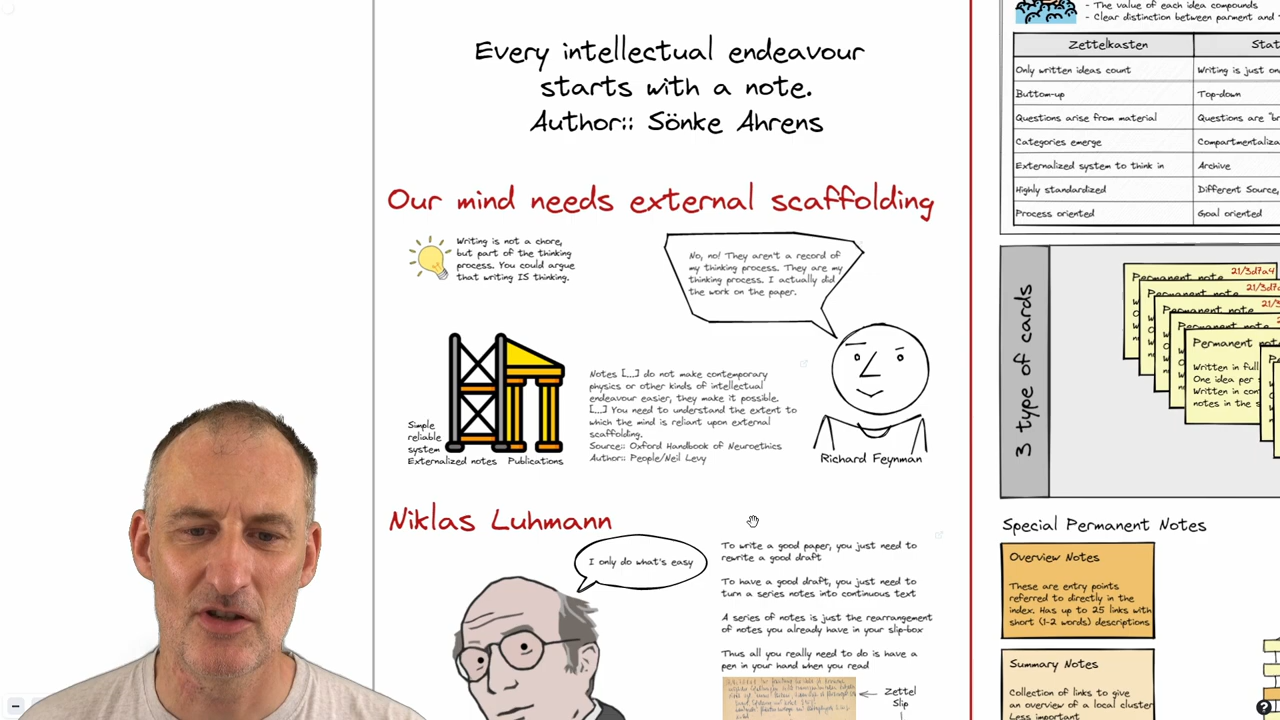 Every intellectual endeavour
starts with a note.
Author:: Sönke Ahrens
Our mind needs external scaffolding
Writing is not a chore,
but part of the thinking
process. You could argue
that writing IS thinking.
No, no! They aren't a record of
my thinking process. They are my
thinking process. I actually did
the work on the paper.
Simple
reliable
system
Externalized notes Publications
Notes [...] do not make contemporary
physics or other kinds of intellectual
endeavour easier, they make it possible.
[...] You need to understand the extent to
which the mind is reliant upon external
scaffolding.
Source:: Oxford Handbook of Neuroethics
Author:: People/Neil Levy
Richard Feynman
Niklas Luhmann
I only do what's easy
To write a good paper, you just need to
rewrite a good draft
To have a good draft, you just need to
turn a series notes into continuous text
A series of notes is just the rearrangement
of notes you already have in your slip-box
Thus all you really need to do is have a
pen in your hand when you read
Zettel
Slip
- The value of each idea compounds
- Clear distinction between parment and
Zettelkasten
Only written ideas count Writing is just
Buttom-up Top-down
Questions arise from material Questions are
Categories emerge
Externalized system to think in Archive
Highly standardized Different Source,
Process oriented Goal oriented
3 type of cards
Permanent note 21/3d7a4
Permanent note
Permanent note
Permanent note
Permanent
Written in full
One idea per
Written in
notes in the
Special Permanent Notes
Overview Notes
These are entry points
referred to directly in the
index. Has up to 25 links with
short (1-2 words) descriptions
Summary Notes
Collection of links to give
an overview of a local cluster
Less important